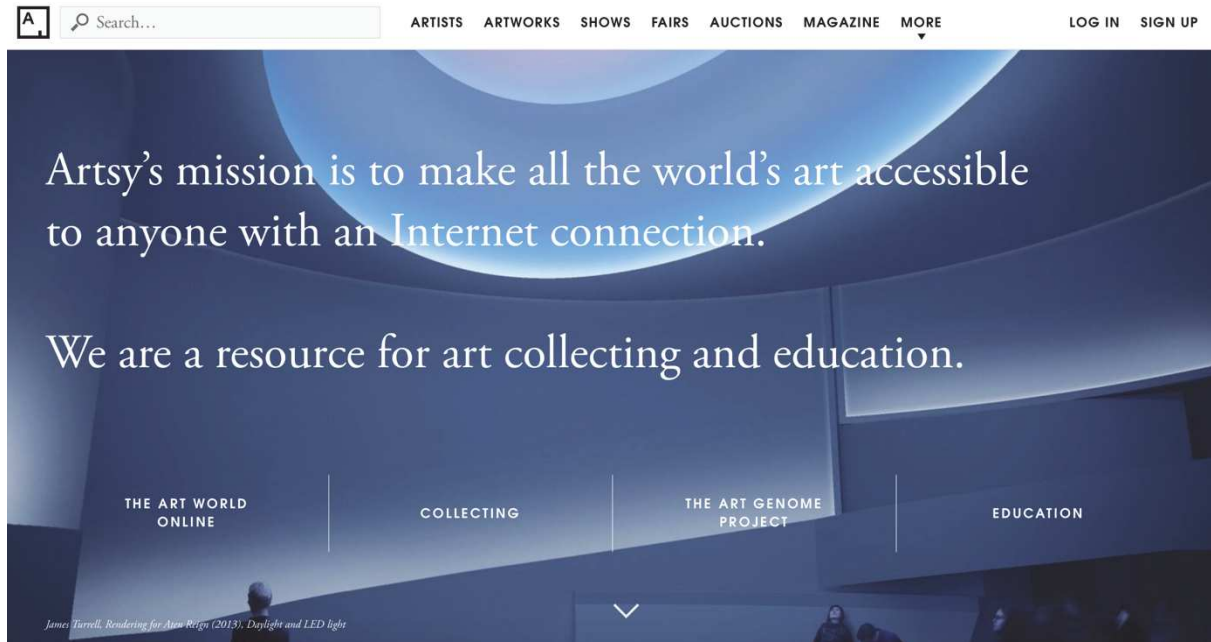 A
Search…
ARTISTS ARTWORKS SHOWS FAIRS AUCTIONS MAGAZINE MORE
LOG IN SIGN UP
Artsy’s mission is to make all the world’s art accessible
to anyone with an Internet connection.
We are a resource for art collecting and education.
THE ART WORLD
ONLINE
COLLECTING
THE ART GENOME
PROJECT
EDUCATION
James Turrell, Rendering for Aten Reign (2013), Daylight and LED light